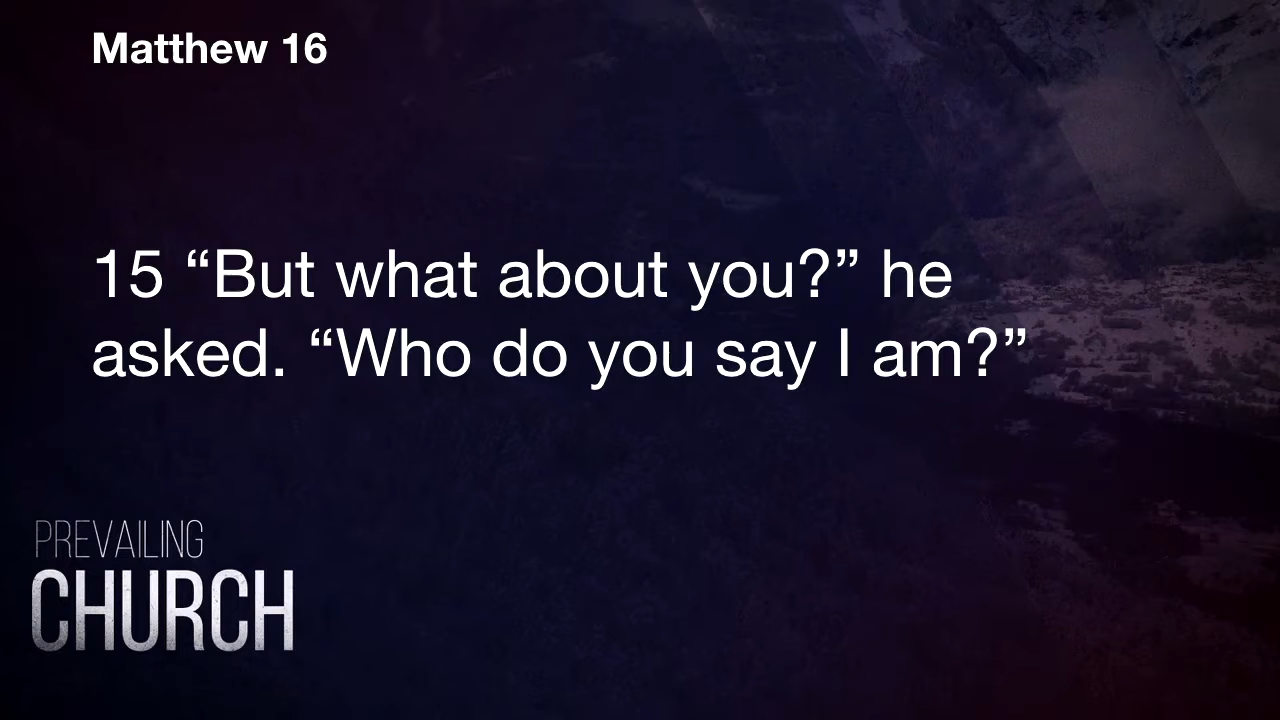 Matthew 16
15 “But what about you?” he
asked. “Who do you say I am?”
PREVAILING
CHURCH